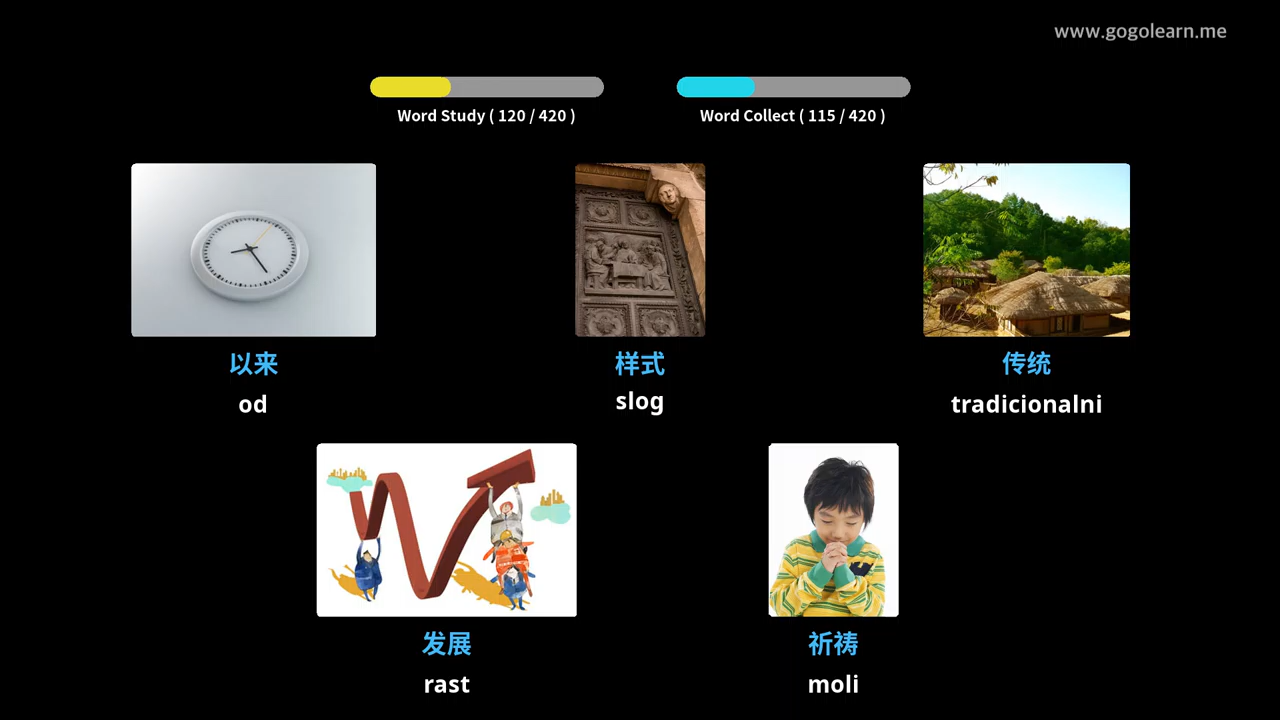 www.gogolearn.me
Word Study ( 120 / 420 )
Word Collect ( 115 / 420 )
以来
样式
传统
od
slog
tradicionalni
发展
祈祷
rast
moli